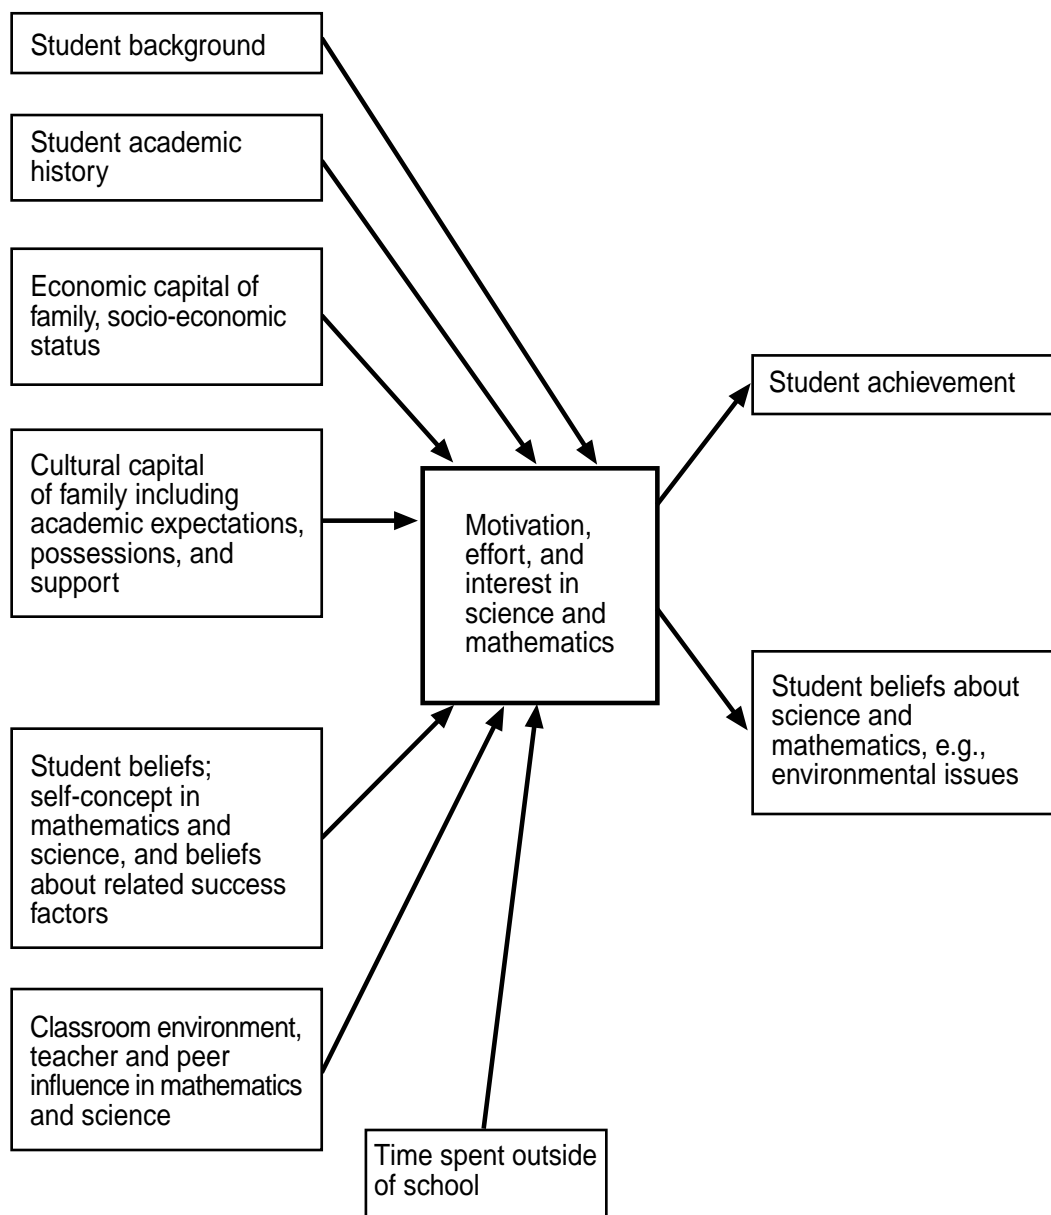 Student background
Student academic
history
Economic capital of
family, socio-economic
status
Cultural capital
of family including
academic expectations,
possessions, and
support
Student beliefs;
self-concept in
mathematics and
science, and beliefs
about related success
factors
Classroom environment,
teacher and peer
influence in mathematics
and science
Time spent outside
of school
Motivation,
effort, and
interest in
science and
mathematics
Student achievement
Student beliefs about
science and
mathematics, e.g.,
environmental issues